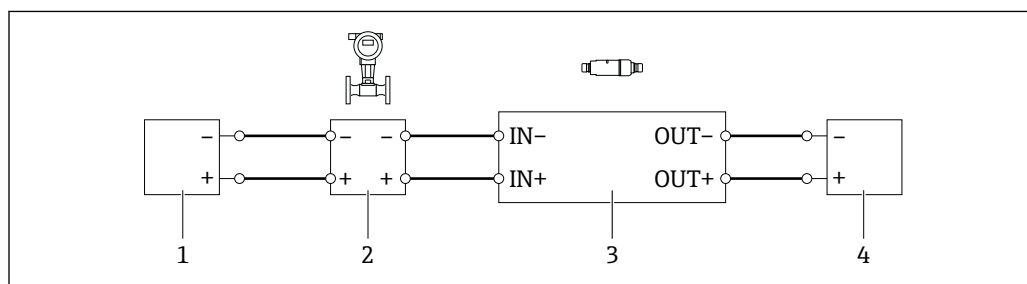 − − − IN− OUT− −
+ + + IN+ OUT+ +
1 2 3 4